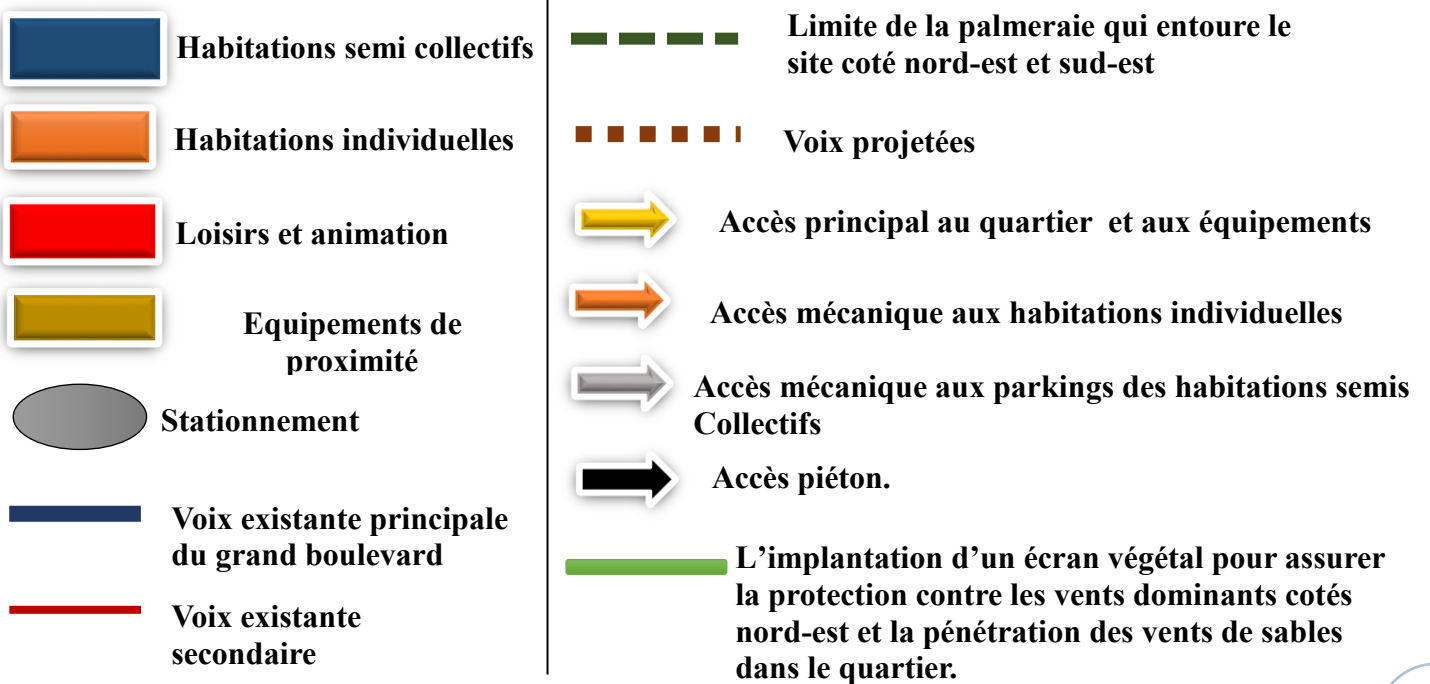 Habitations semi collectifs
Habitations individuelles
Loisirs et animation
Equipements de
proximité
Stationnement
Voix existante principale
du grand boulevard
Voix existante
secondaire
Limite de la palmeraie qui entoure le
site coté nord-est et sud-est
Voix projetées
Accès principal au quartier et aux équipements
Accès mécanique aux habitations individuelles
Accès mécanique aux parkings des habitations semis
Collectifs
Accès piéton.
L’implantation d’un écran végétal pour assurer
la protection contre les vents dominants cotés
nord-est et la pénétration des vents de sables
dans le quartier.